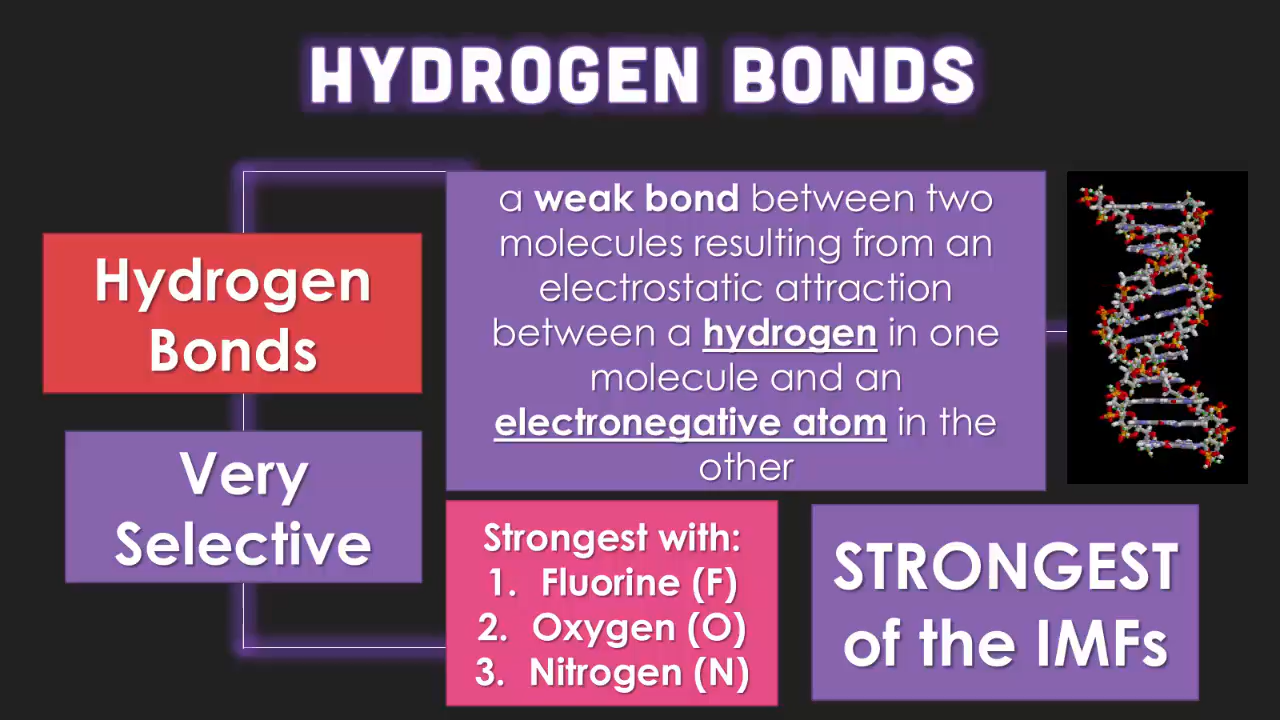 HYDROGEN BONDS
Hydrogen
Bonds
Very
Selective
a weak bond between two
molecules resulting from an
electrostatic attraction
between a hydrogen in one
molecule and an
electronegative atom in the
other
Strongest with:
1. Fluorine (F)
2. Oxygen (O)
3. Nitrogen (N)
STRONGEST
of the IMFs